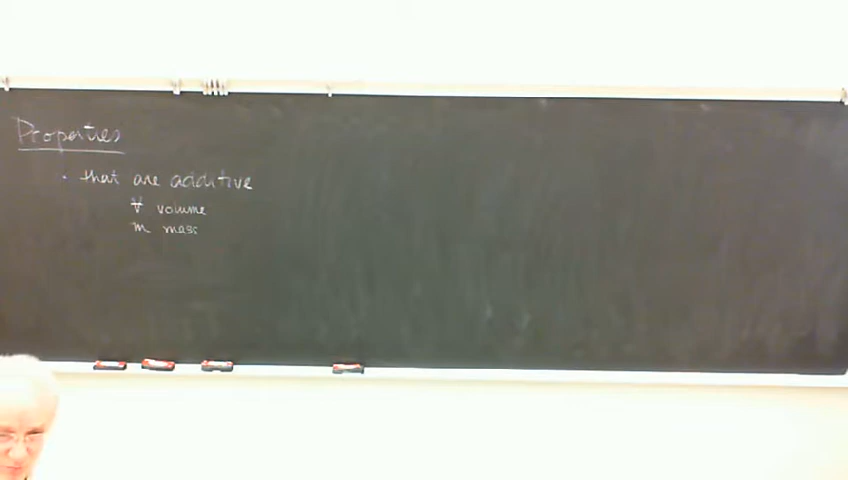 Properties
· that are additive
V volume
m mass